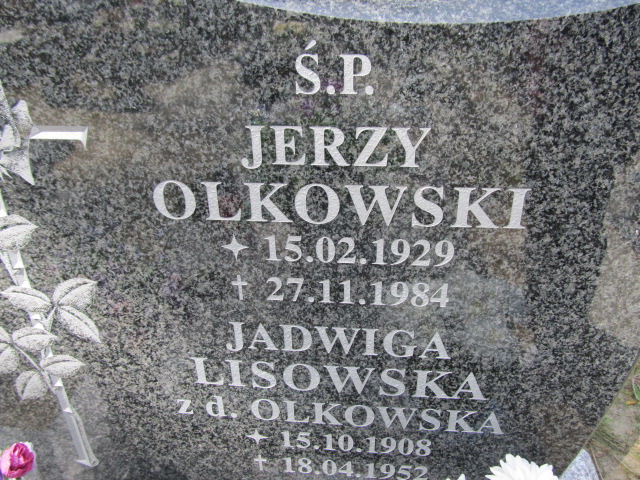 Ś.P.
JERZY
OLKOWSKI
✦ 15.02.1929
† 27.11.1984
JADWIGA
LISOWSKA
z d. OLKOWSKA
✦ 15.10.1908
† 18.04.1952